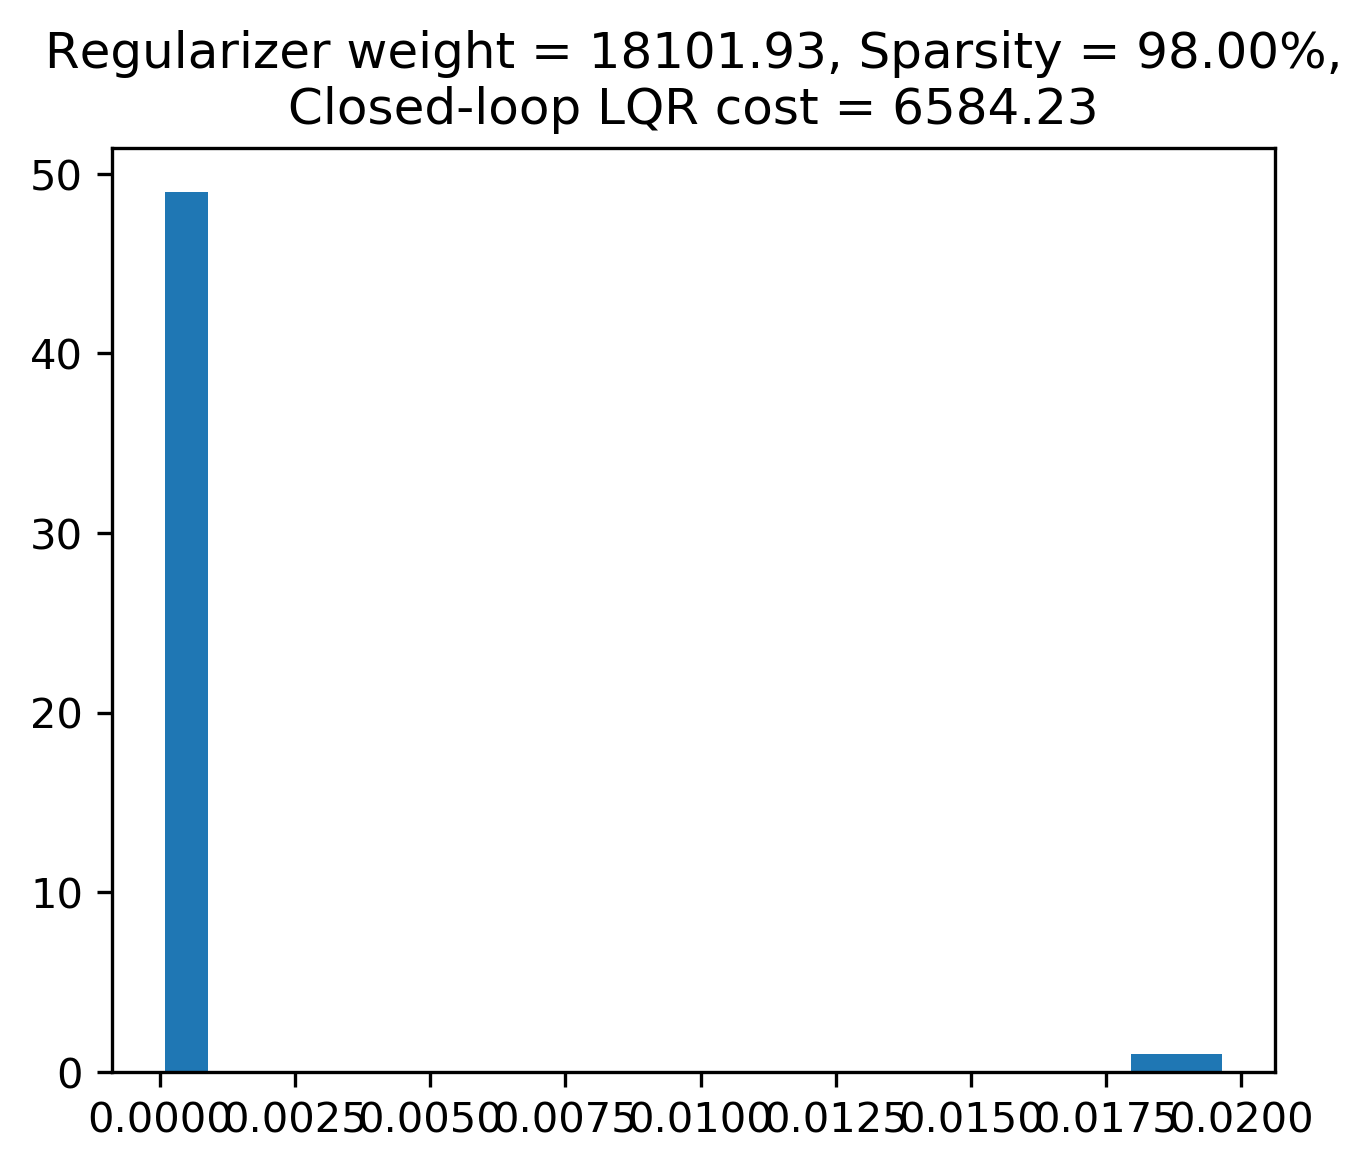 Regularizer weight = 18101.93, Sparsity = 98.00%,
Closed-loop LQR cost = 6584.23
50
40
30
20
10
0
0.0000 0.0025 0.0050 0.0075 0.0100 0.0125 0.0150 0.0175 0.0200